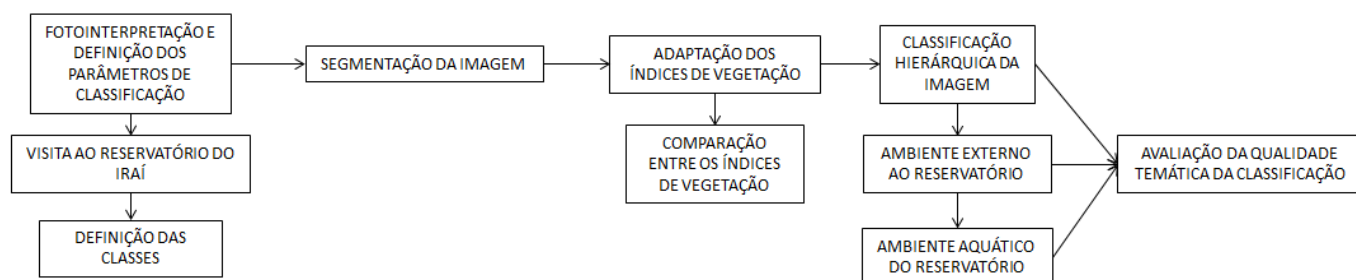 FOTOINTERPRETAÇÃO E
DEFINIÇÃO DOS
PARÂMETROS DE
CLASSIFICAÇÃO
VISITA AO RESERVATÓRIO DO
IRAÍ
DEFINIÇÃO DAS
CLASSES
SEGMENTAÇÃO DA IMAGEM
ADAPTAÇÃO DOS
ÍNDICES DE VEGETAÇÃO
COMPARAÇÃO
ENTRE OS ÍNDICES
DE VEGETAÇÃO
CLASSIFICAÇÃO
HIERÁRQUICA DA
IMAGEM
AMBIENTE EXTERNO
AO RESERVATÓRIO
AMBIENTE AQUÁTICO
DO RESERVATÓRIO
AVALIAÇÃO DA QUALIDADE
TEMÁTICA DA CLASSIFICAÇÃO